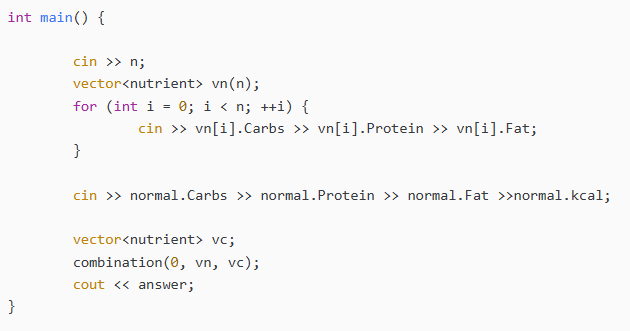 int main() {
cin >> n;
vector<nutrient> vn(n);
for (int i = 0; i < n; ++i) {
cin >> vn[i].Carbs >> vn[i].Protein >> vn[i].Fat;
}
cin >> normal.Carbs >> normal.Protein >> normal.Fat >>normal.kcal;
vector<nutrient> vc;
combination(0, vn, vc);
cout << answer;
}